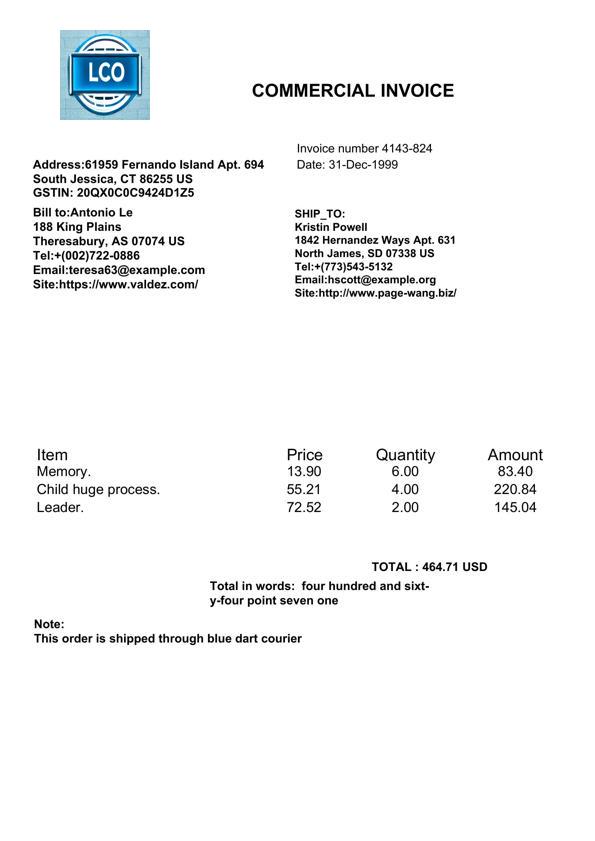 LCO
COMMERCIAL INVOICE
Invoice number 4143-824
Date: 31-Dec-1999
Address:61959 Fernando Island Apt. 694
South Jessica, CT 86255 US
GSTIN: 20QX0C0C9424D1Z5
Bill to:Antonio Le
188 King Plains
Theresabury, AS 07074 US
Tel:+(002)722-0886
Email:teresa63@example.com
Site:https://www.valdez.com/
SHIP_TO:
Kristin Powell
1842 Hernandez Ways Apt. 631
North James, SD 07338 US
Tel:+(773)543-5132
Email:hscott@example.org
Site:http://www.page-wang.biz/
Item Price Quantity Amount
Memory. 13.90 6.00 83.40
Child huge process. 55.21 4.00 220.84
Leader. 72.52 2.00 145.04
TOTAL : 464.71 USD
Total in words: four hundred and sixt-
y-four point seven one
Note:
This order is shipped through blue dart courier